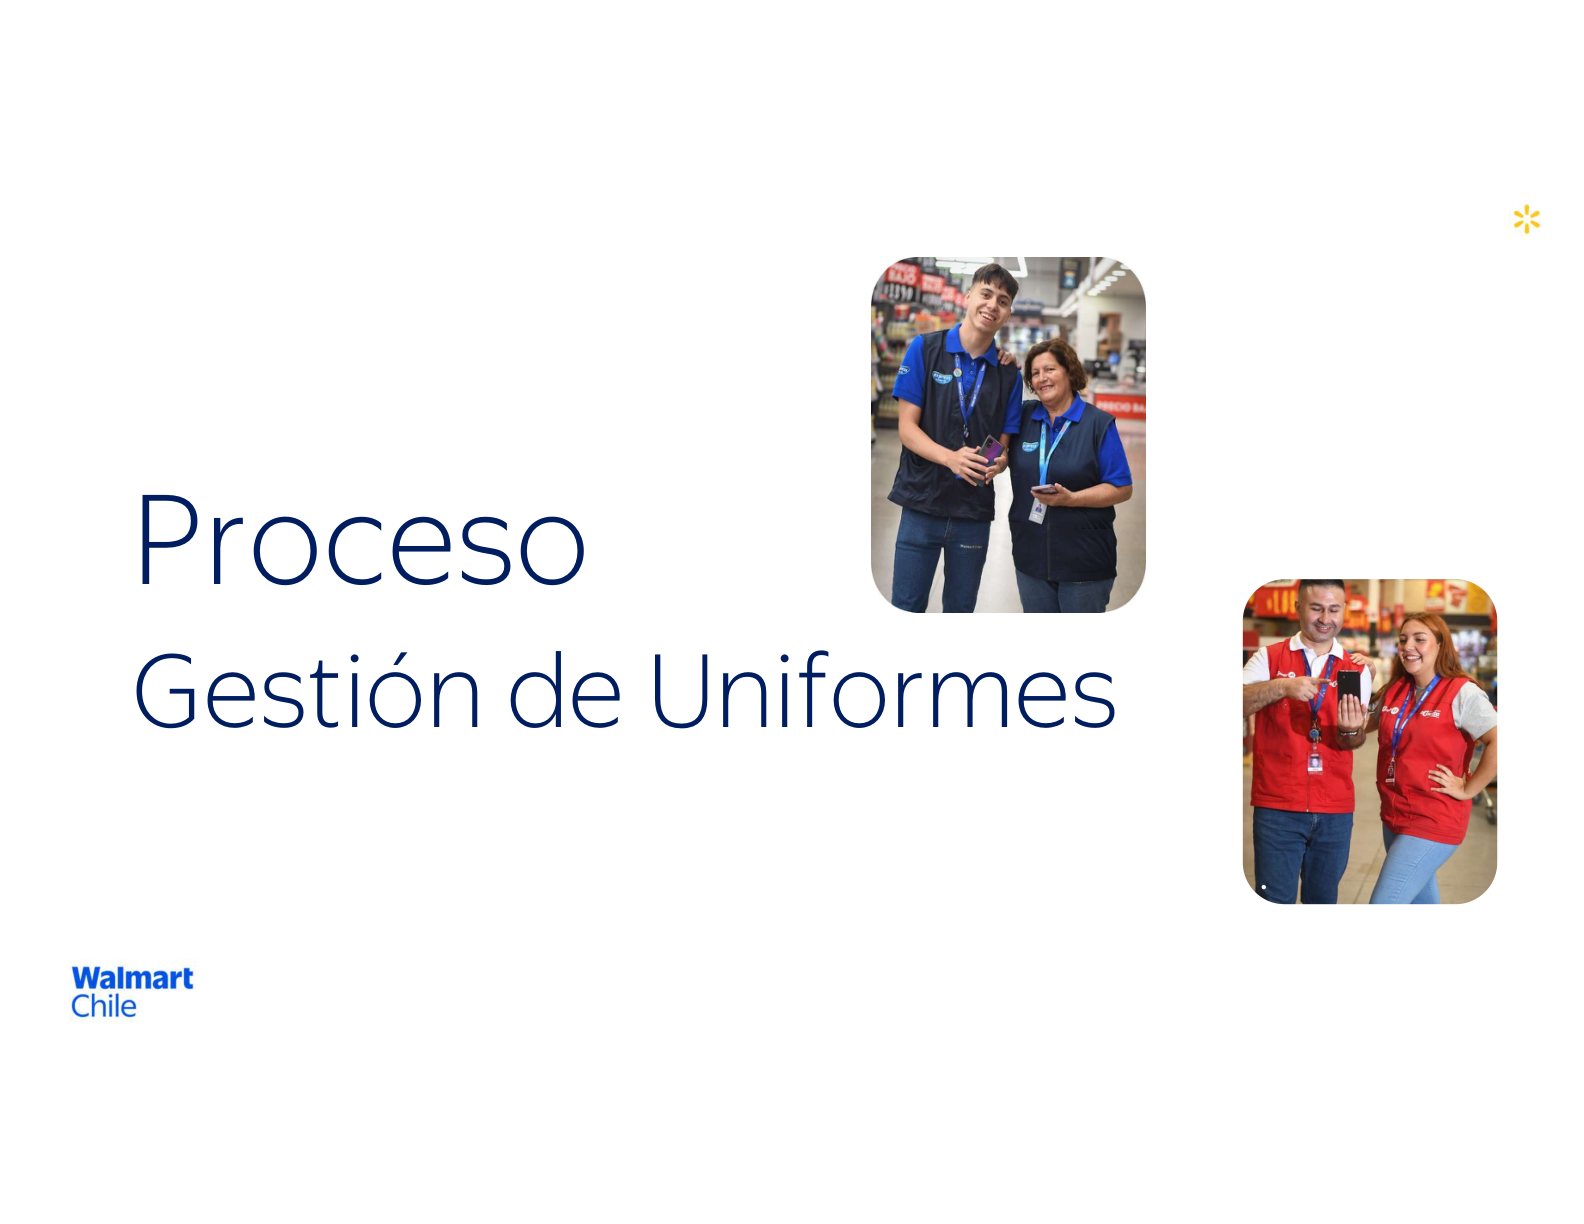 Proceso
Gestión de Uniformes
Walmart
Chile